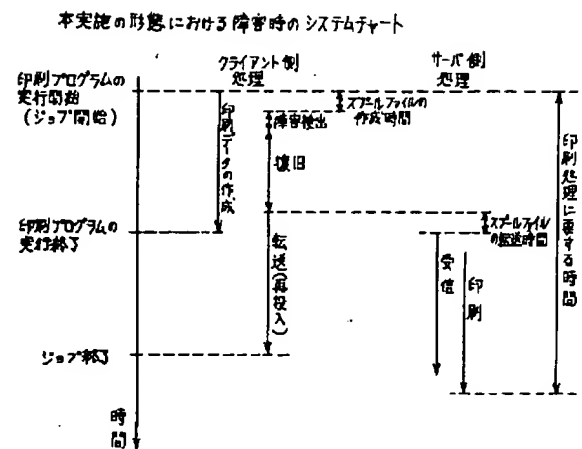 本実施の形態における障害時のシステムチャート
クライアント側
処理
サーバ側
処理
印刷プログラムの
実行開始
(ジョブ開始)
スプールファイルの
作成時間
障害検出
印刷データの作成
復旧
印刷処理に要する時間
印刷プログラムの
実行終了
スプールファイル
の転送時間
転送(再投入)
受信
印刷
ジョブ終了
時間